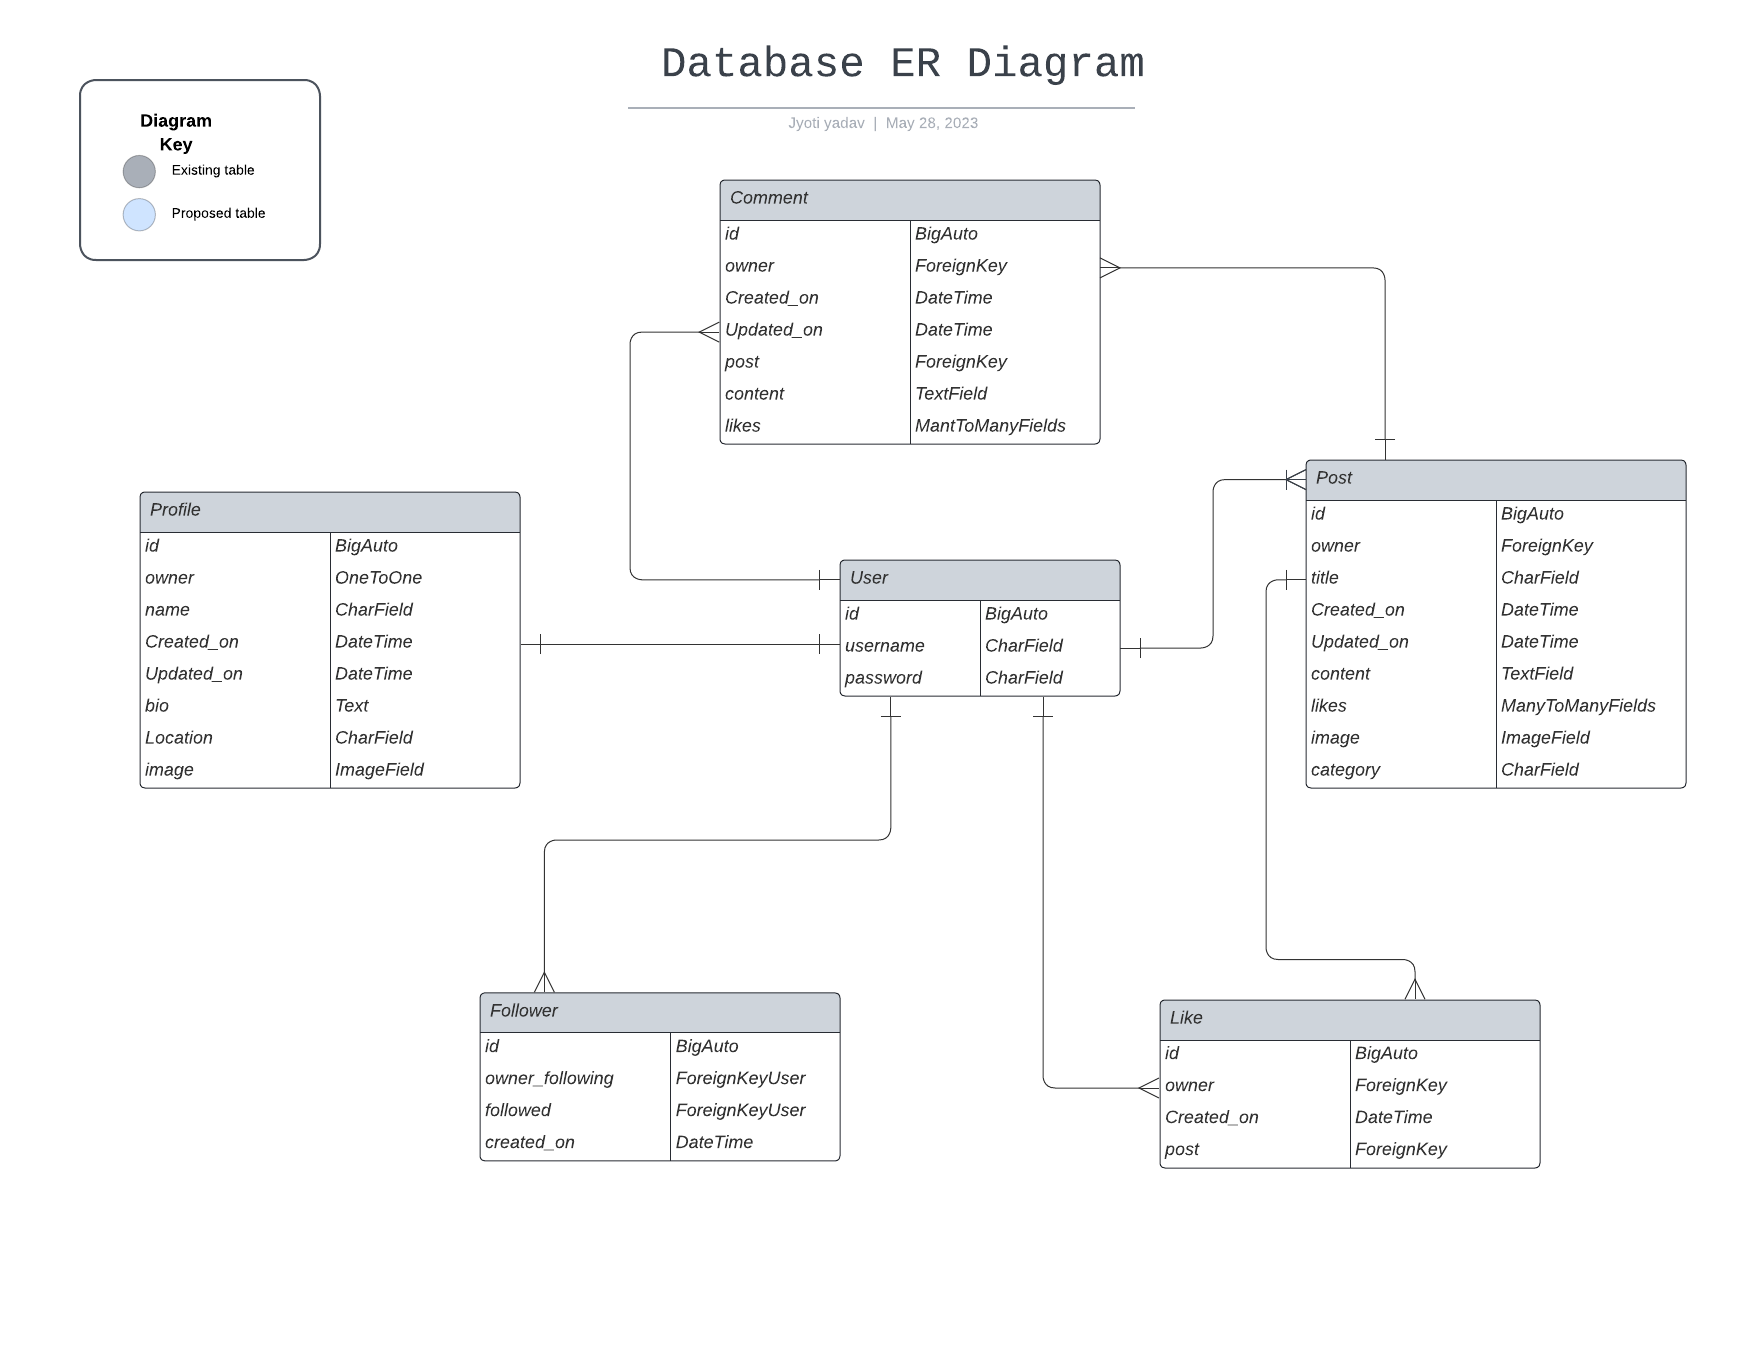 Database ER Diagram
Jyoti yadav | May 28, 2023
Diagram
Key
Existing table
Proposed table
Comment
id BigAuto
owner ForeignKey
Created_on DateTime
Updated_on DateTime
post ForeignKey
content TextField
likes MantToManyFields
Profile
id BigAuto
owner OneToOne
name CharField
Created_on DateTime
Updated_on DateTime
bio Text
Location CharField
image ImageField
User
id BigAuto
username CharField
password CharField
Post
id BigAuto
owner ForeignKey
title CharField
Created_on DateTime
Updated_on DateTime
content TextField
likes ManyToManyFields
image ImageField
category CharField
Follower
id BigAuto
owner_following ForeignKeyUser
followed ForeignKeyUser
created_on DateTime
Like
id BigAuto
owner ForeignKey
Created_on DateTime
post ForeignKey